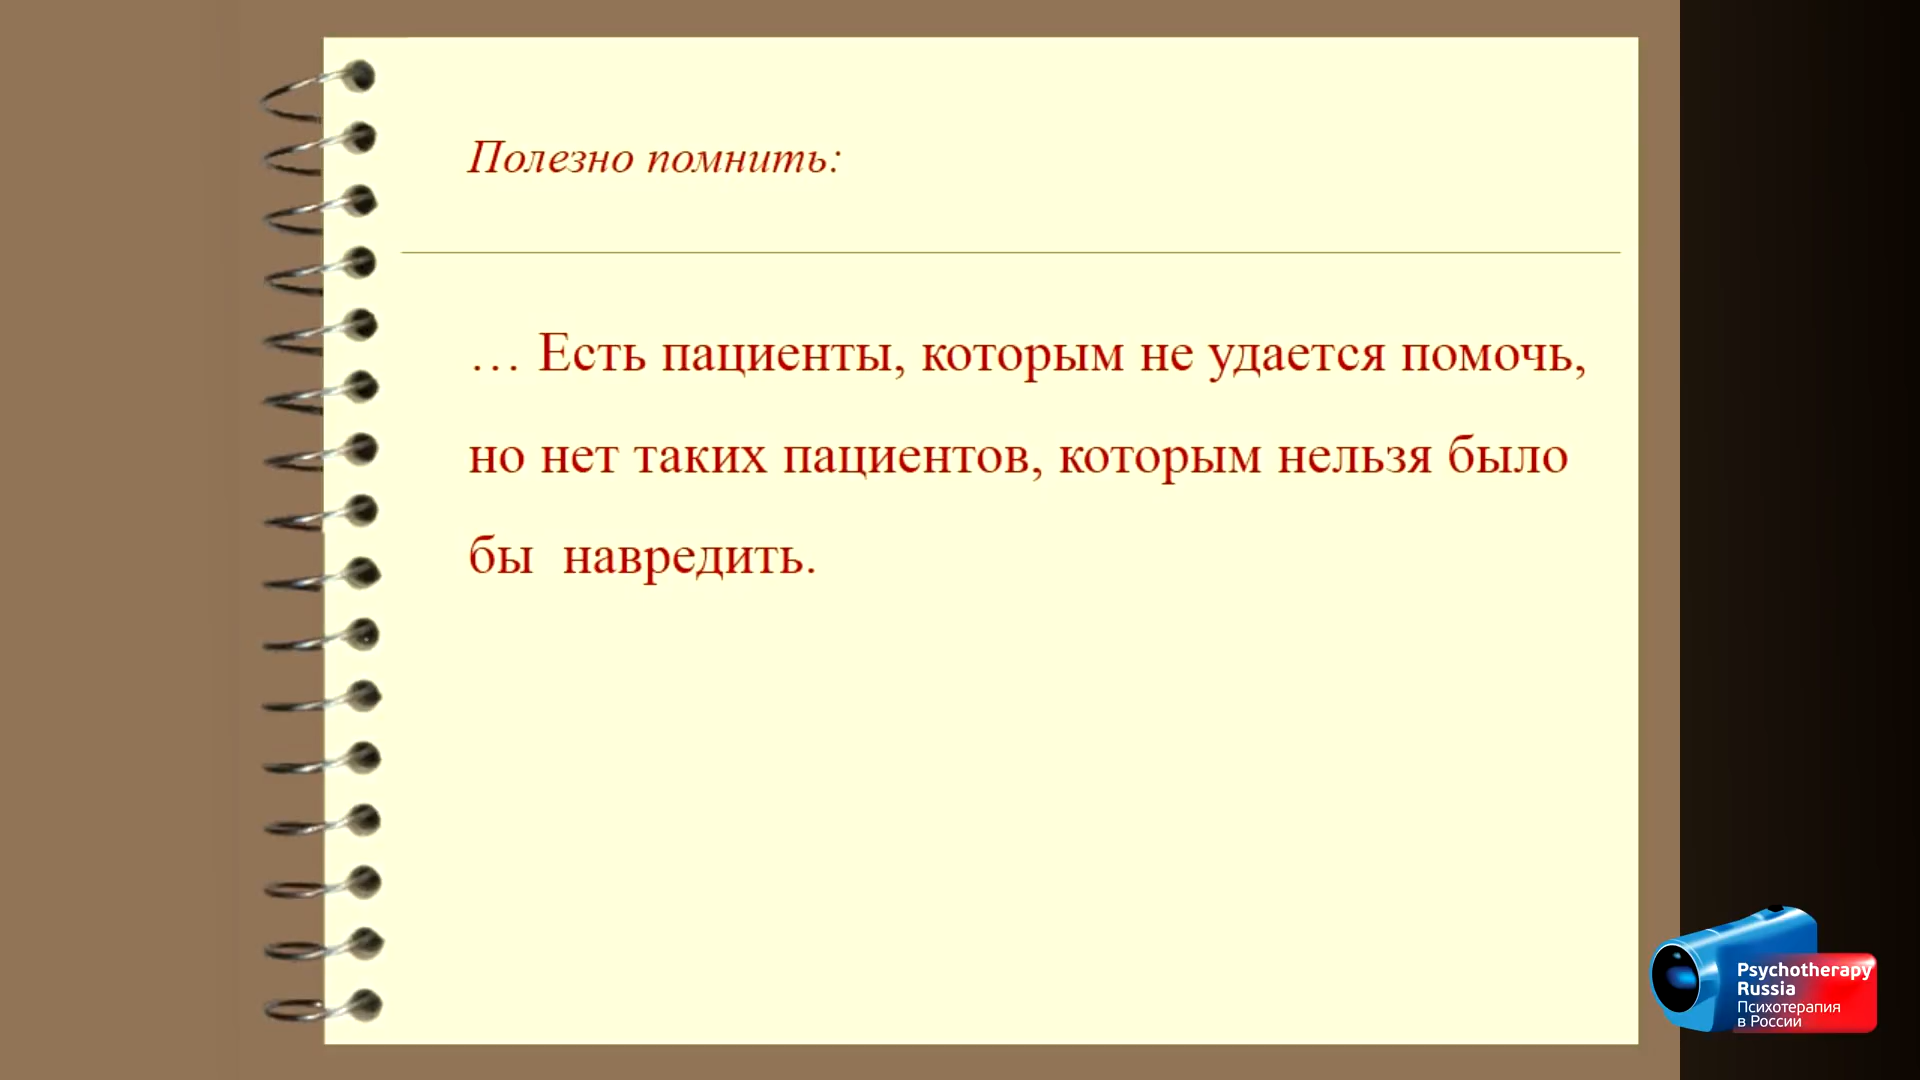 Полезно помнить:
… Есть пациенты, которым не удается помочь,
но нет таких пациентов, которым нельзя было
бы  навредить.
Psychotherapy
Russia
Психотерапия
в России